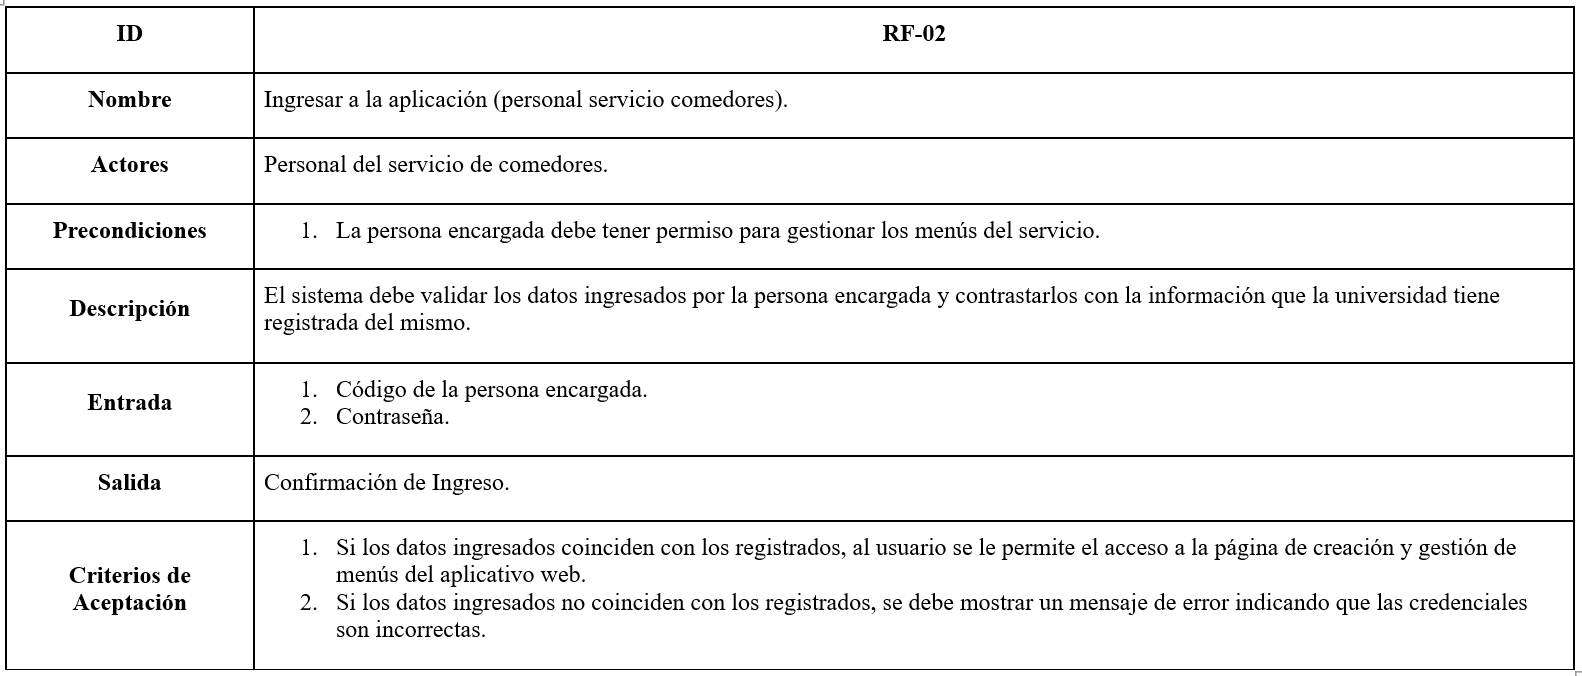 ID
RF-02
Nombre
Ingresar a la aplicación (personal servicio comedores).
Actores
Personal del servicio de comedores.
Precondiciones
1. La persona encargada debe tener permiso para gestionar los menús del servicio.
Descripción
El sistema debe validar los datos ingresados por la persona encargada y contrastarlos con la información que la universidad tiene
registrada del mismo.
Entrada
1. Código de la persona encargada.
2. Contraseña.
Salida
Confirmación de Ingreso.
Criterios de
Aceptación
1. Si los datos ingresados coinciden con los registrados, al usuario se le permite el acceso a la página de creación y gestión de
menús del aplicativo web.
2. Si los datos ingresados no coinciden con los registrados, se debe mostrar un mensaje de error indicando que las credenciales
son incorrectas.